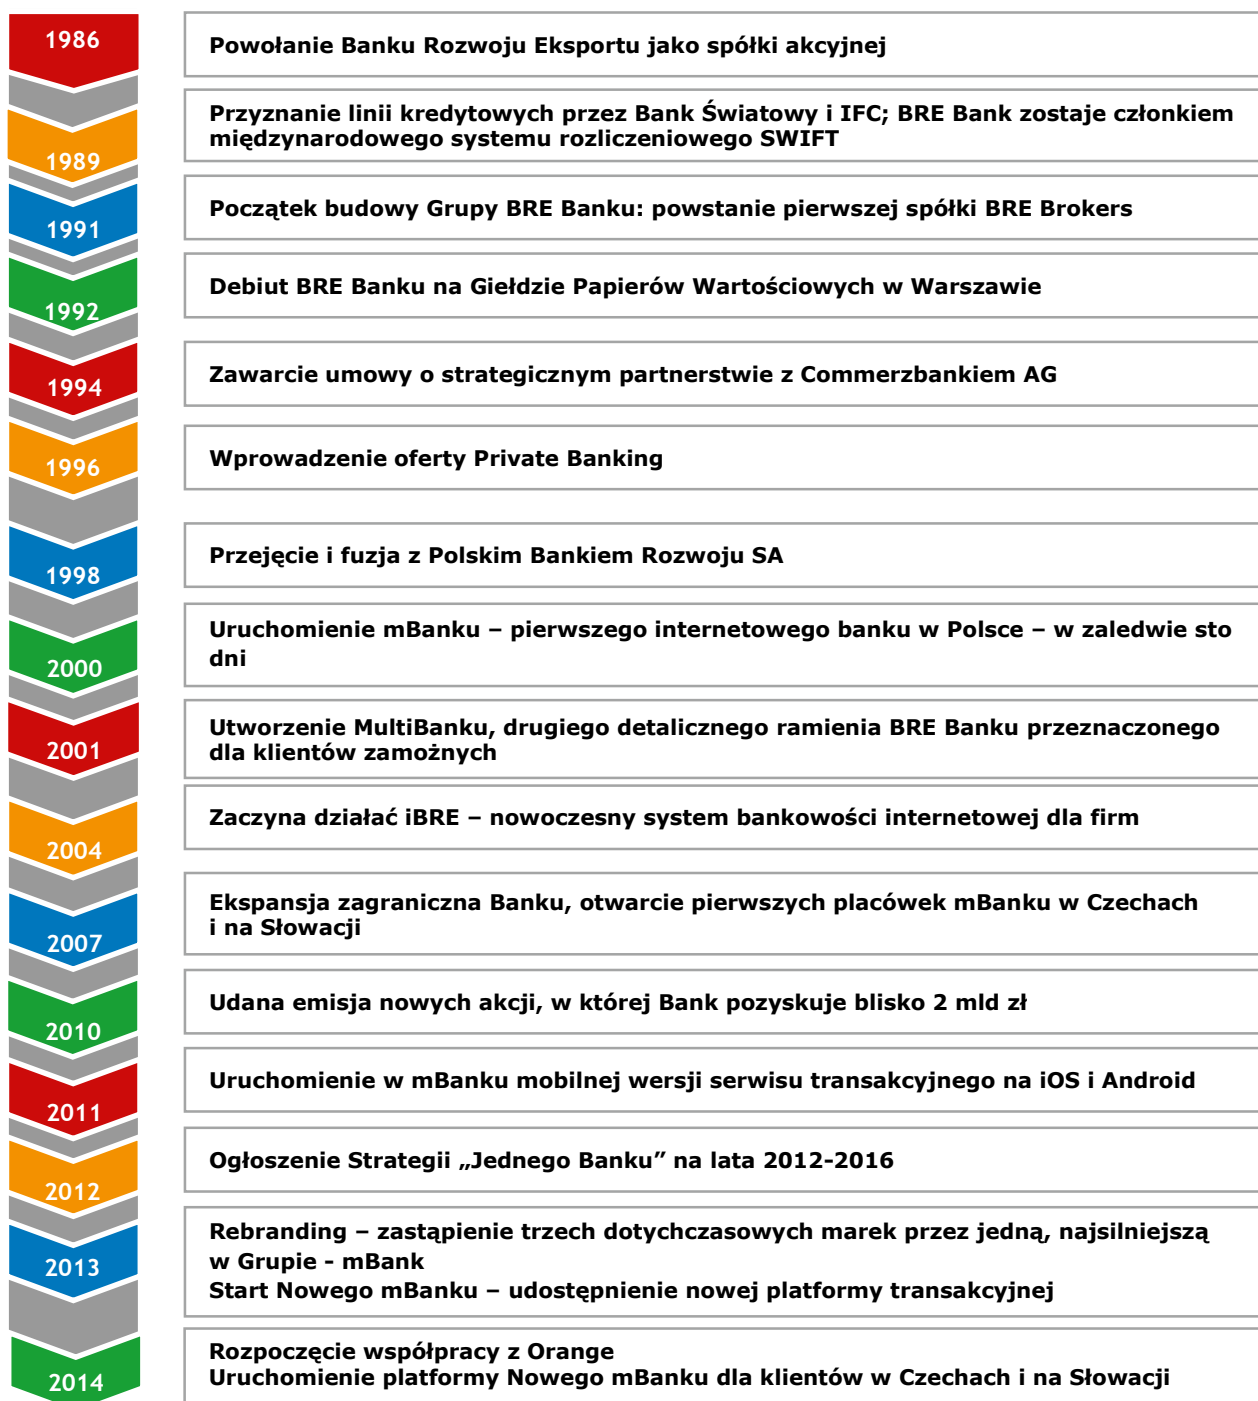 1986
Powołanie Banku Rozwoju Eksportu jako spółki akcyjnej
1989
Przyznanie linii kredytowych przez Bank Światowy i IFC; BRE Bank zostaje członkiem
międzynarodowego systemu rozliczeniowego SWIFT
1991
Początek budowy Grupy BRE Banku: powstanie pierwszej spółki BRE Brokers
1992
Debiut BRE Banku na Giełdzie Papierów Wartościowych w Warszawie
1994
Zawarcie umowy o strategicznym partnerstwie z Commerzbankiem AG
1996
Wprowadzenie oferty Private Banking
1998
Przejęcie i fuzja z Polskim Bankiem Rozwoju SA
2000
Uruchomienie mBanku – pierwszego internetowego banku w Polsce – w zaledwie sto
dni
2001
Utworzenie MultiBanku, drugiego detalicznego ramienia BRE Banku przeznaczonego
dla klientów zamożnych
2004
Zaczyna działać iBRE – nowoczesny system bankowości internetowej dla firm
2007
Ekspansja zagraniczna Banku, otwarcie pierwszych placówek mBanku w Czechach
i na Słowacji
2010
Udana emisja nowych akcji, w której Bank pozyskuje blisko 2 mld zł
2011
Uruchomienie w mBanku mobilnej wersji serwisu transakcyjnego na iOS i Android
2012
Ogłoszenie Strategii „Jednego Banku” na lata 2012-2016
2013
Rebranding – zastąpienie trzech dotychczasowych marek przez jedną, najsilniejszą
w Grupie - mBank
Start Nowego mBanku – udostępnienie nowej platformy transakcyjnej
2014
Rozpoczęcie współpracy z Orange
Uruchomienie platformy Nowego mBanku dla klientów w Czechach i na Słowacji